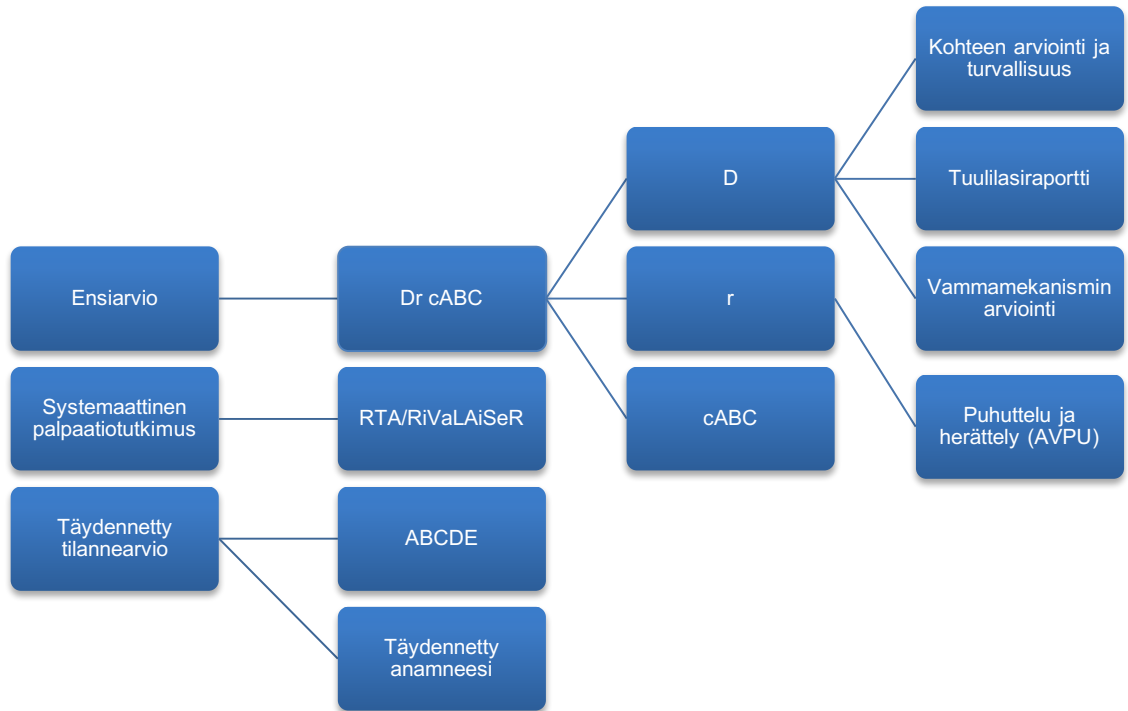 Kohteen arviointi ja
turvallisuus
D
Tuulilasiraportti
Ensiarvio
Dr cABC
r
Vammamekanismin
arviointi
Systemaattinen
palpaatiotutkimus
RTA/RiVaLAiSeR
cABC
Puhuttelu ja
herättely (AVPU)
Täydennetty
tilannearvio
ABCDE
Täydennetty
anamneesi